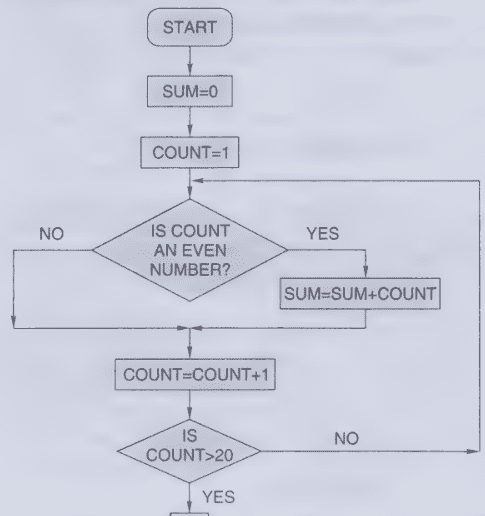 START
SUM=0
COUNT=1
IS COUNT
AN EVEN
NUMBER?
NO
YES
SUM=SUM+COUNT
COUNT=COUNT+1
IS
COUNT>20
NO
YES